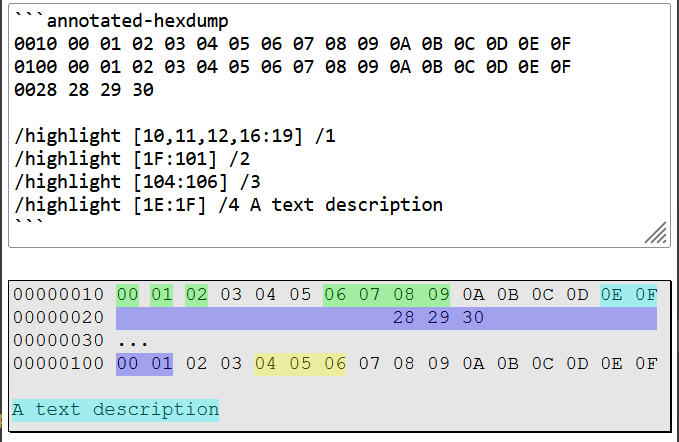 ```annotated-hexdump
0010 00 01 02 03 04 05 06 07 08 09 0A 0B 0C 0D 0E 0F
0100 00 01 02 03 04 05 06 07 08 09 0A 0B 0C 0D 0E 0F
0028 28 29 30

/highlight [10,11,12,16:19] /1
/highlight [1F:101] /2
/highlight [104:106] /3
/highlight [1E:1F] /4 A text description
```
00000010 00 01 02 03 04 05 06 07 08 09 0A 0B 0C 0D 0E 0F
00000020 28 29 30
00000030 ...
00000100 00 01 02 03 04 05 06 07 08 09 0A 0B 0C 0D 0E 0F
A text description